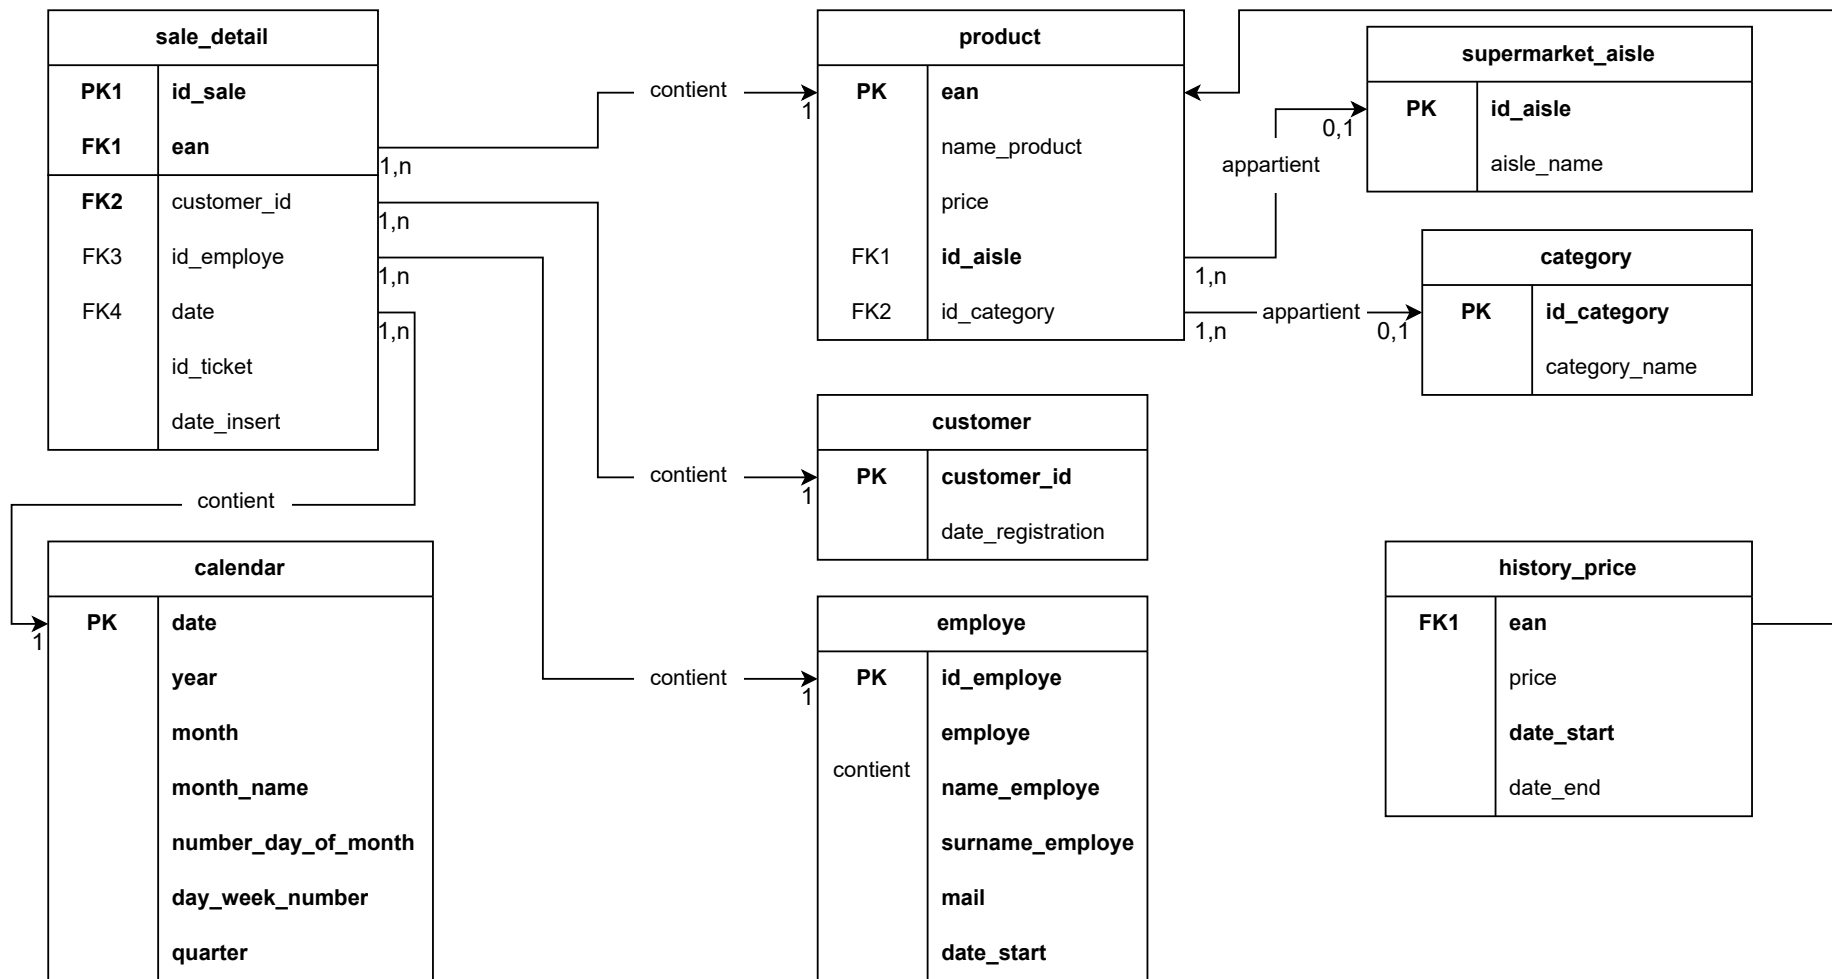 sale_detail
PK1 id_sale
FK1 ean
FK2 customer_id
FK3 id_employe
FK4 date
id_ticket
date_insert
1,n
1,n
1,n
1,n
contient
1
contient
1
contient
1
contient
1
product
PK ean
name_product
price
FK1 id_aisle
FK2 id_category
1,n
appartient
0,1
1,n
appartient
0,1
supermarket_aisle
PK id_aisle
aisle_name
category
PK id_category
category_name
customer
PK customer_id
date_registration
calendar
PK date
year
month
month_name
number_day_of_month
day_week_number
quarter
employe
PK id_employe
employe
contient
name_employe
surname_employe
mail
date_start
history_price
FK1 ean
price
date_start
date_end